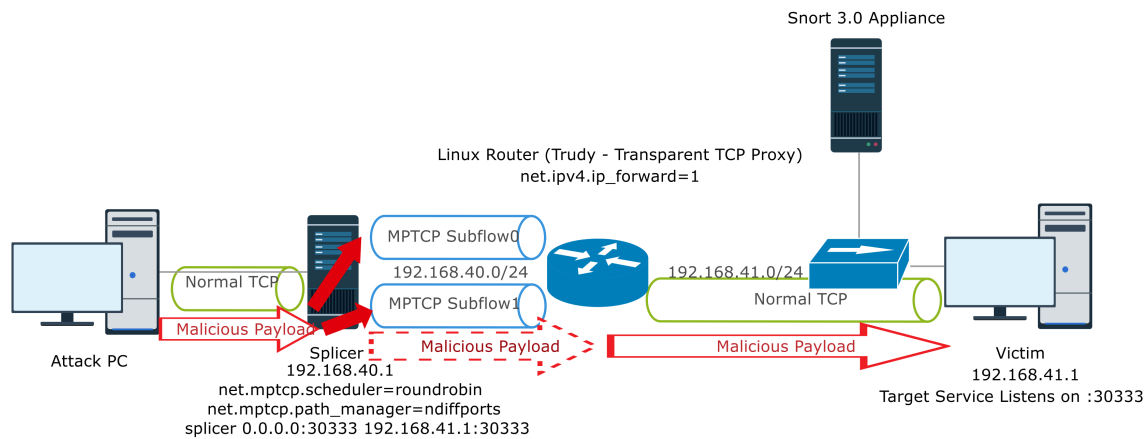 Snort 3.0 Appliance
Linux Router (Trudy - Transparent TCP Proxy)
net.ipv4.ip_forward=1
MPTCP Subflow0
192.168.40.0/24
192.168.41.0/24
Normal TCP
MPTCP Subflow1
Normal TCP
Malicious Payload
Malicious Payload
Malicious Payload
Attack PC
Splicer
192.168.40.1
net.mptcp.scheduler=roundrobin
net.mptcp.path_manager=ndiffports
splicer 0.0.0.0:30333 192.168.41.1:30333
Victim
192.168.41.1
Target Service Listens on :30333